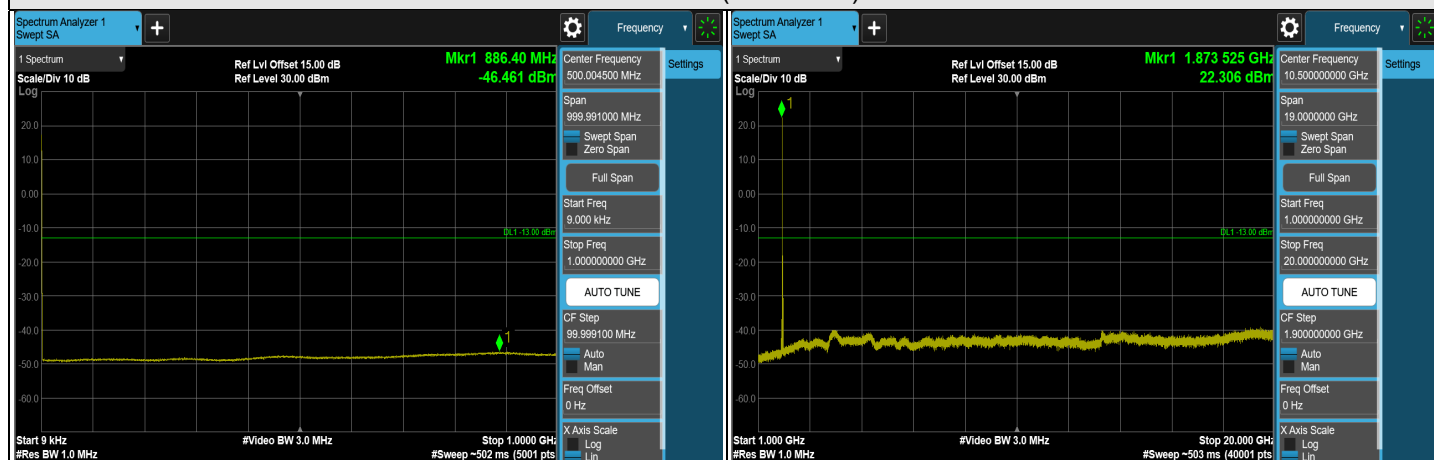 Spectrum Analyzer 1
Swept SA
+
Frequency
1 Spectrum
Scale/Div 10 dB
Ref Lvl Offset 15.00 dB
Ref Level 30.00 dBm
Mkr1 886.40 MHz
-46.461 dBm
Log
20.0
10.0
0.00
-10.0
-20.0
-30.0
-40.0
-50.0
-60.0
DL1 -13.00 dBm
1
Start 9 kHz
#Res BW 1.0 MHz
#Video BW 3.0 MHz
Stop 1.0000 GHz
#Sweep ~502 ms (5001 pts
Center Frequency
500.004500 MHz
Settings
Span
999.991000 MHz
Swept Span
Zero Span
Full Span
Start Freq
9.000 kHz
Stop Freq
1.000000000 GHz
AUTO TUNE
CF Step
99.999100 MHz
Auto
Man
Freq Offset
0 Hz
X Axis Scale
Log
Lin
Spectrum Analyzer 1
Swept SA
+
Frequency
1 Spectrum
Scale/Div 10 dB
Ref Lvl Offset 15.00 dB
Ref Level 30.00 dBm
Mkr1 1.873 525 GHz
22.306 dBm
Log
20.0
10.0
0.00
-10.0
-20.0
-30.0
-40.0
-50.0
-60.0
1
DL1 -13.00 dBm
Start 1.000 GHz
#Res BW 1.0 MHz
#Video BW 3.0 MHz
Stop 20.000 GHz
#Sweep ~503 ms (40001 pts
Center Frequency
10.500000000 GHz
Settings
Span
19.0000000 GHz
Swept Span
Zero Span
Full Span
Start Freq
1.000000000 GHz
Stop Freq
20.000000000 GHz
AUTO TUNE
CF Step
1.900000000 GHz
Auto
Man
Freq Offset
0 Hz
X Axis Scale
Log
Lin